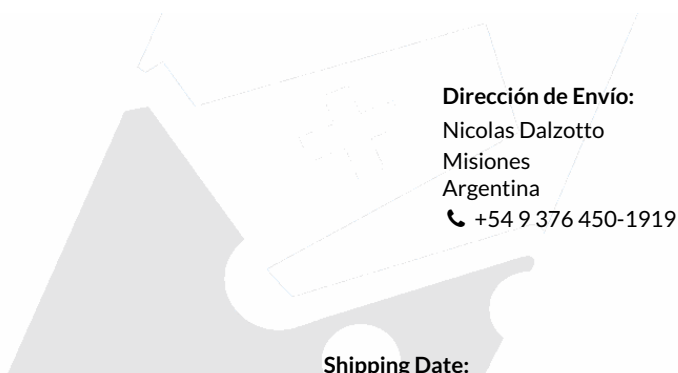 Dirección de Envío:
Nicolas Dalzotto
Misiones
Argentina
+54 9 376 450-1919
Shipping Date: